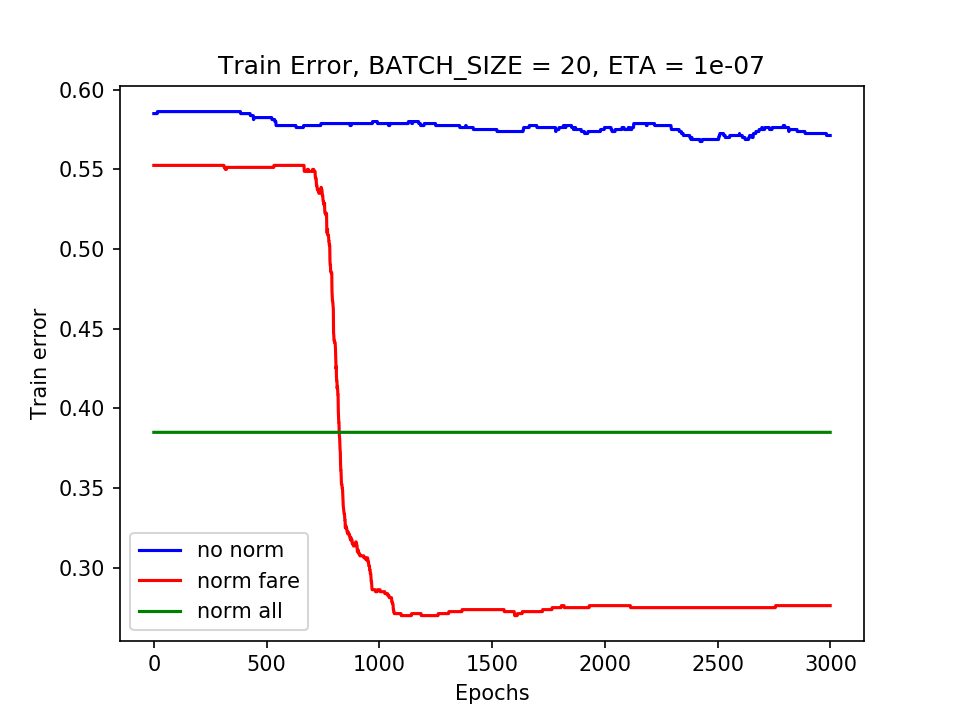 Train Error, BATCH_SIZE = 20, ETA = 1e-07
0.60
0.55
0.50
0.45
0.40
0.35
0.30
Train error
no norm
norm fare
norm all
0 500 1000 1500 2000 2500 3000
Epochs